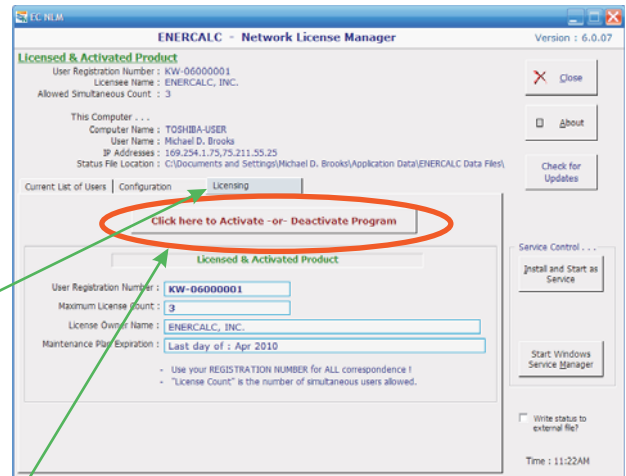 EC NLM
ENERCALC - Network License Manager
Version : 6.0.07
Licensed & Activated Product
User Registration Number : KW-06000001
Licensee Name : ENERCALC, INC.
Allowed Simultaneous Count : 3
This Computer . . .
Computer Name : TOSHIBA-USER
User Name : Michael D. Brooks
IP Addresses : 169.254.1.75,75.211.55.25
Status File Location : C:\Documents and Settings\Michael D. Brooks\Application Data\ENERCALC Data Files\
Close
About
Check for
Updates
Current List of Users
Configuration
Licensing
Click here to Activate -or- Deactivate Program
Licensed & Activated Product
User Registration Number : KW-06000001
Maximum License Count : 3
License Owner Name : ENERCALC, INC.
Maintenance Plan Expiration : Last day of : Apr 2010
- Use your REGISTRATION NUMBER for ALL correspondence !
- "License Count" is the number of simultaneous users allowed.
Service Control . . .
Install and Start as
Service
Start Windows
Service Manager
Write status to
external file?
Time : 11:22AM